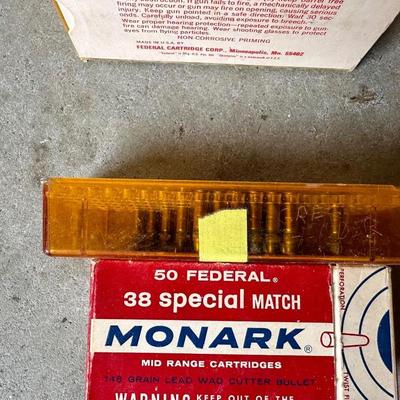 firing may occur or gun may fire on opening, causing serious
injury. Keep gun pointed in a safe direction. Wait 30 sec-
onds. Carefully unload, avoiding exposure to breech.
Wear proper hearing protection—repeated exposure to gun-
fire can damage hearing. Wear shooting glasses to protect
eyes from flying particles.
NON-CORROSIVE PRIMING
MADE IN U.S.A. BY
FEDERAL CARTRIDGE CORP., Minneapolis, Mn. 55402
50 FEDERAL®
38 special MATCH
MONARK®
MID RANGE CARTRIDGES
148 GRAIN LEAD WAD CUTTER BULLET
WARNING KEEP OUT OF THE
PERFORATION
TWIST